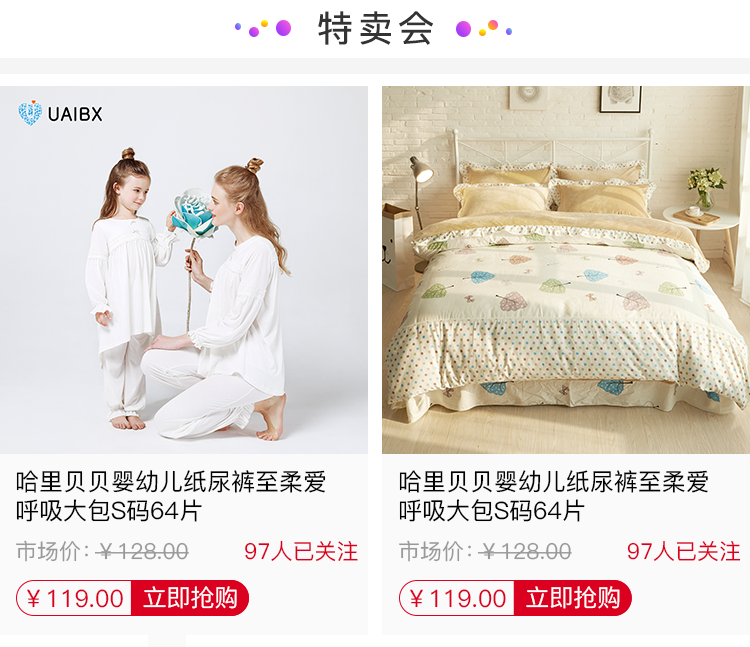 特卖会
UAIBX
哈里贝贝婴幼儿纸尿裤至柔爱
呼吸大包S码64片
市场价：￥128.00
97人已关注
￥119.00
立即抢购
哈里贝贝婴幼儿纸尿裤至柔爱
呼吸大包S码64片
市场价：￥128.00
97人已关注
￥119.00
立即抢购